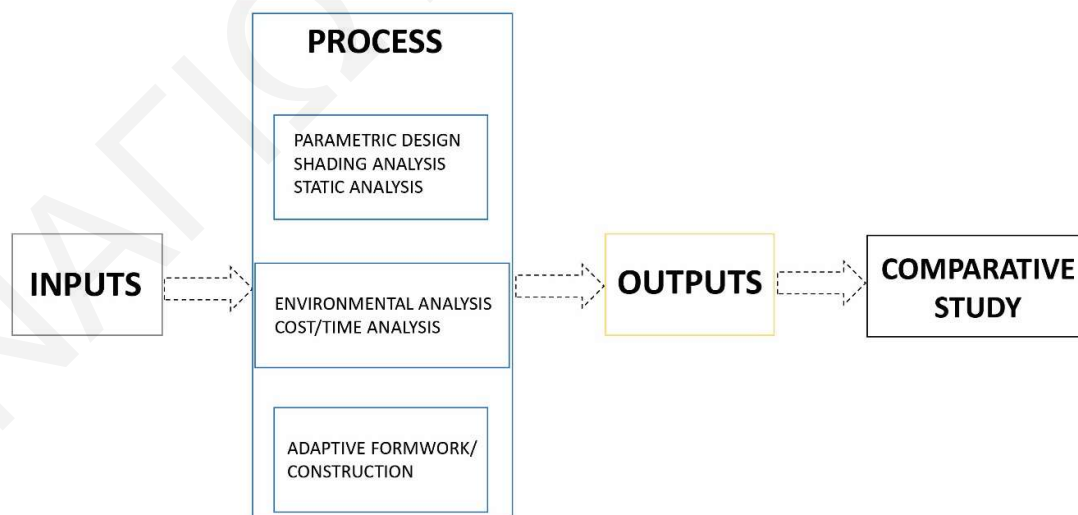 PROCESS
PARAMETRIC DESIGN
SHADING ANALYSIS
STATIC ANALYSIS
INPUTS
ENVIRONMENTAL ANALYSIS
COST/TIME ANALYSIS
OUTPUTS
COMPARATIVE
STUDY
ADAPTIVE FORMWORK/
CONSTRUCTION